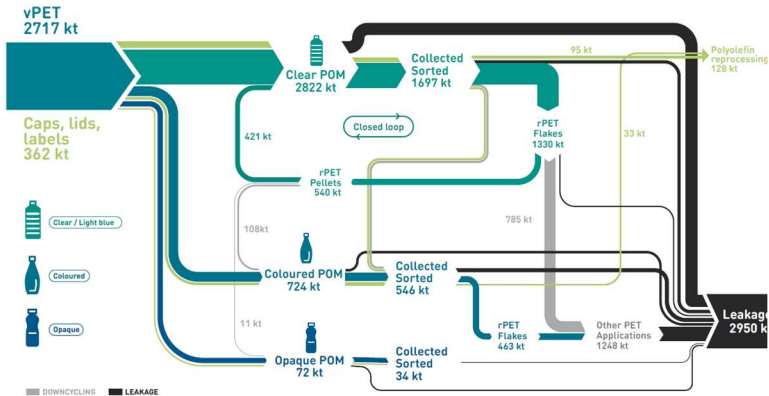 vPET
2717 kt
Caps, lids,
labels
362 kt
Clear / Light blue
Coloured
Opaque
DOWNCYCLING
LEAKAGE
Clear POM
2822 kt
Collected
Sorted
1697 kt
95 kt
Polyolefin
reprocessing
128 kt
421 kt
Closed loop
rPET
Flakes
1330 kt
33 kt
rPET
Pellets
540 kt
785 kt
108kt
Coloured POM
724 kt
Collected
Sorted
546 kt
11 kt
rPET
Flakes
463 kt
Other PET
Applications
1248 kt
Leakage
2950 kt
Opaque POM
72 kt
Collected
Sorted
34 kt